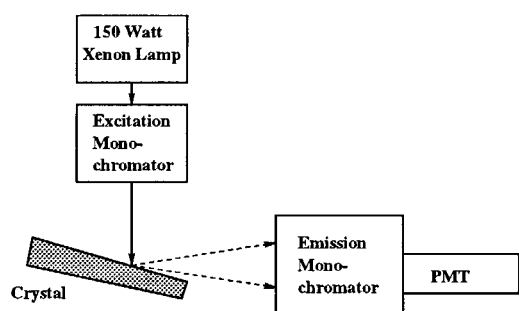 150 Watt
Xenon Lamp
Excitation
Mono-
chromator
Emission
Mono-
chromator
PMT
Crystal